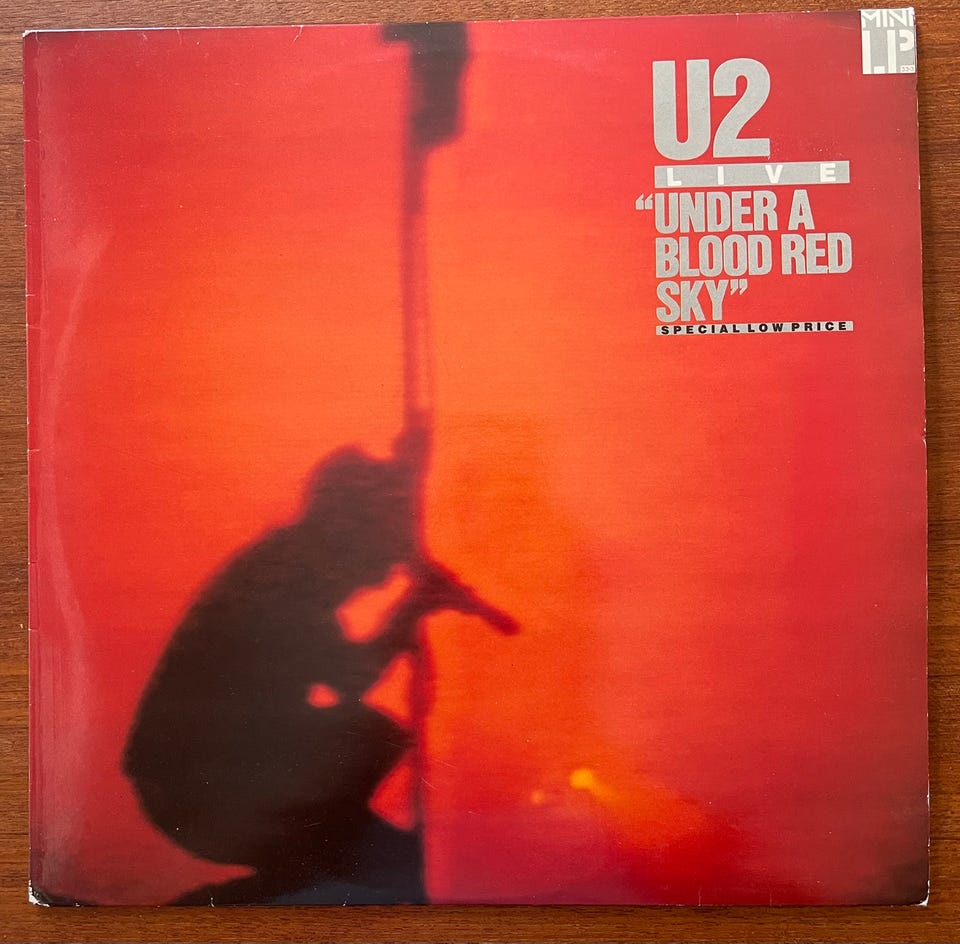 MINI
LP
U2
LIVE
“UNDER A
BLOOD RED
SKY”
SPECIAL LOW PRICE